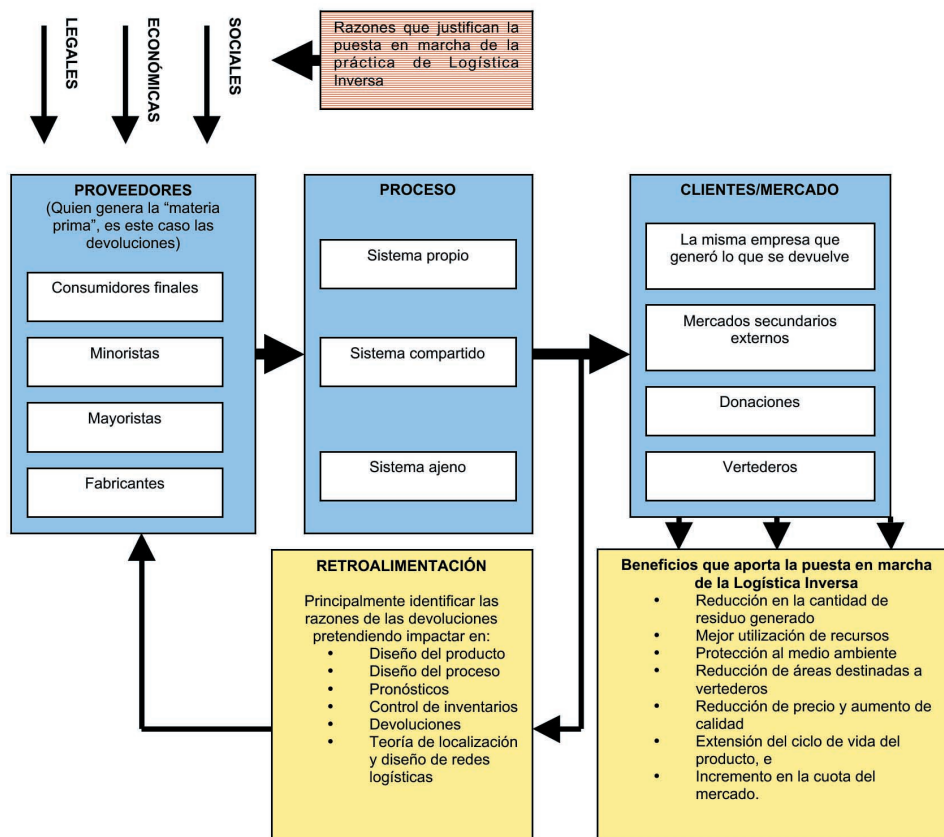 LEGALES
ECONÓMICAS
SOCIALES
Razones que justifican la
puesta en marcha de la
práctica de Logística
Inversa
PROVEEDORES
(Quien genera la “materia
prima”, es este caso las
devoluciones)
Consumidores finales
Minoristas
Mayoristas
Fabricantes
PROCESO
Sistema propio
Sistema compartido
Sistema ajeno
CLIENTES/MERCADO
La misma empresa que
generó lo que se devuelve
Mercados secundarios
externos
Donaciones
Vertederos
RETROALIMENTACIÓN
Principalmente identificar las
razones de las devoluciones
pretendiendo impactar en:
• Diseño del producto
• Diseño del proceso
• Pronósticos
• Control de inventarios
• Devoluciones
• Teoría de localización
y diseño de redes
logísticas
Beneficios que aporta la puesta en marcha
de la Logística Inversa
• Reducción en la cantidad de
residuo generado
• Mejor utilización de recursos
• Protección al medio ambiente
• Reducción de áreas destinadas a
vertederos
• Reducción de precio y aumento de
calidad
• Extensión del ciclo de vida del
producto, e
• Incremento en la cuota del
mercado.